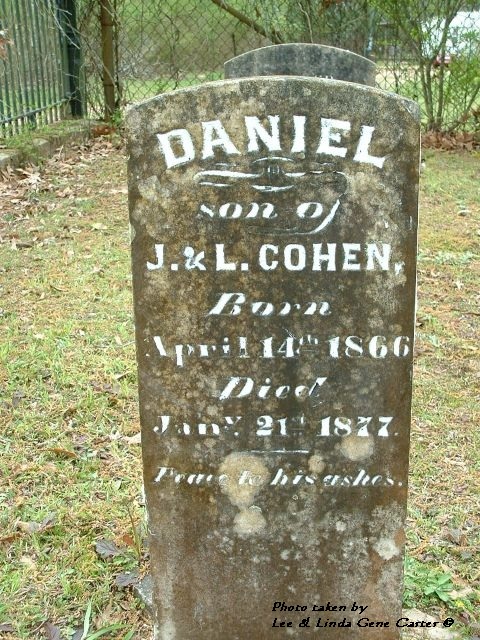 DANIEL
son of
J. & L. COHEN,
Born
April 14th 1866
Died
Jany. 21st 1877.
Peace to his ashes.
Photo taken by
Lee & Linda Gene Carter ©